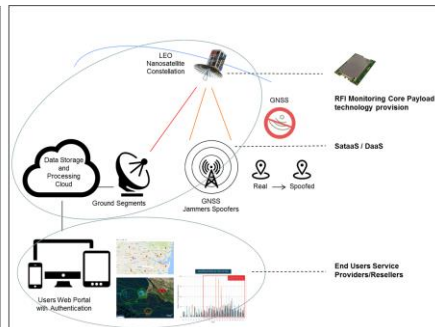 LEO
Nanosatellite
Constellation
GNSS
RFI Monitoring Core Payload
technology provision
Data Storage
and
Processing
Cloud
Ground Segments
GNSS
Jammers Spoofers
Real → Spoofed
SataaS / DaaS
Users Web Portal
with Authentication
End Users Service
Providers/Resellers